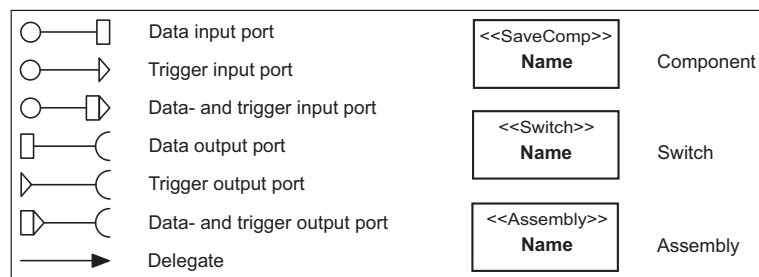 Data input port
Trigger input port
Data- and trigger input port
Data output port
Trigger output port
Data- and trigger output port
Delegate
<<SaveComp>>
Name
Component
<<Switch>>
Name
Switch
<<Assembly>>
Name
Assembly